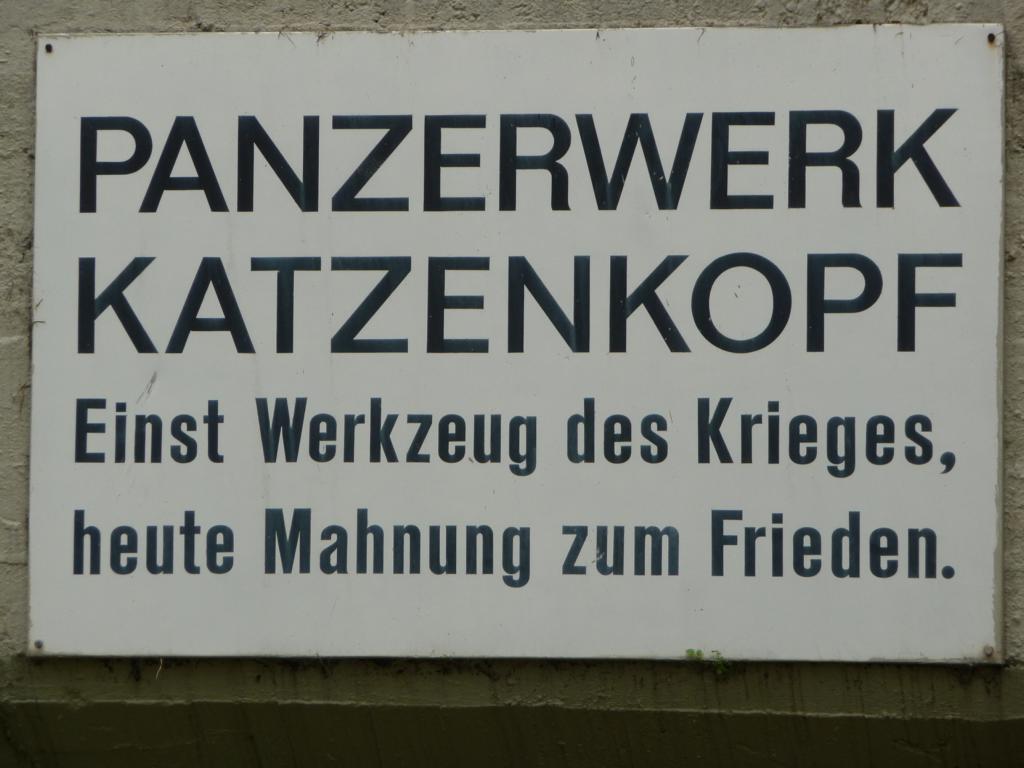 PANZERWERK
KATZENKOPF
Einst Werkzeug des Krieges,
heute Mahnung zum Frieden.